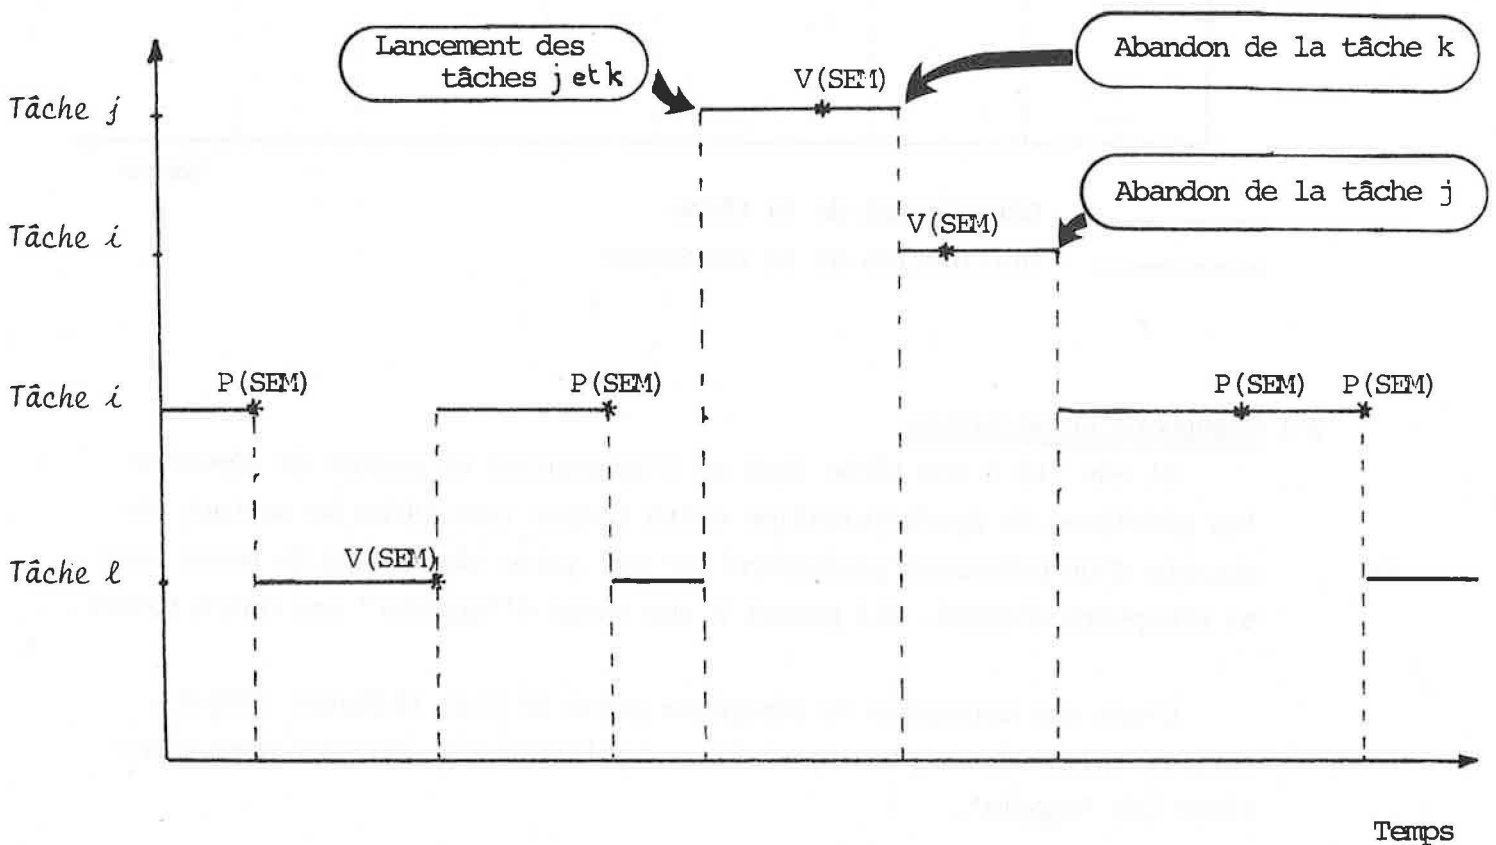 Lancement des
tâches j et k
Abandon de la tâche k
V(SEM)
Tâche j
Abandon de la tâche j
V(SEM)
Tâche i
P(SEM)
P(SEM)
P(SEM)
P(SEM)
Tâche i
V(SEM)
Tâche l
Temps